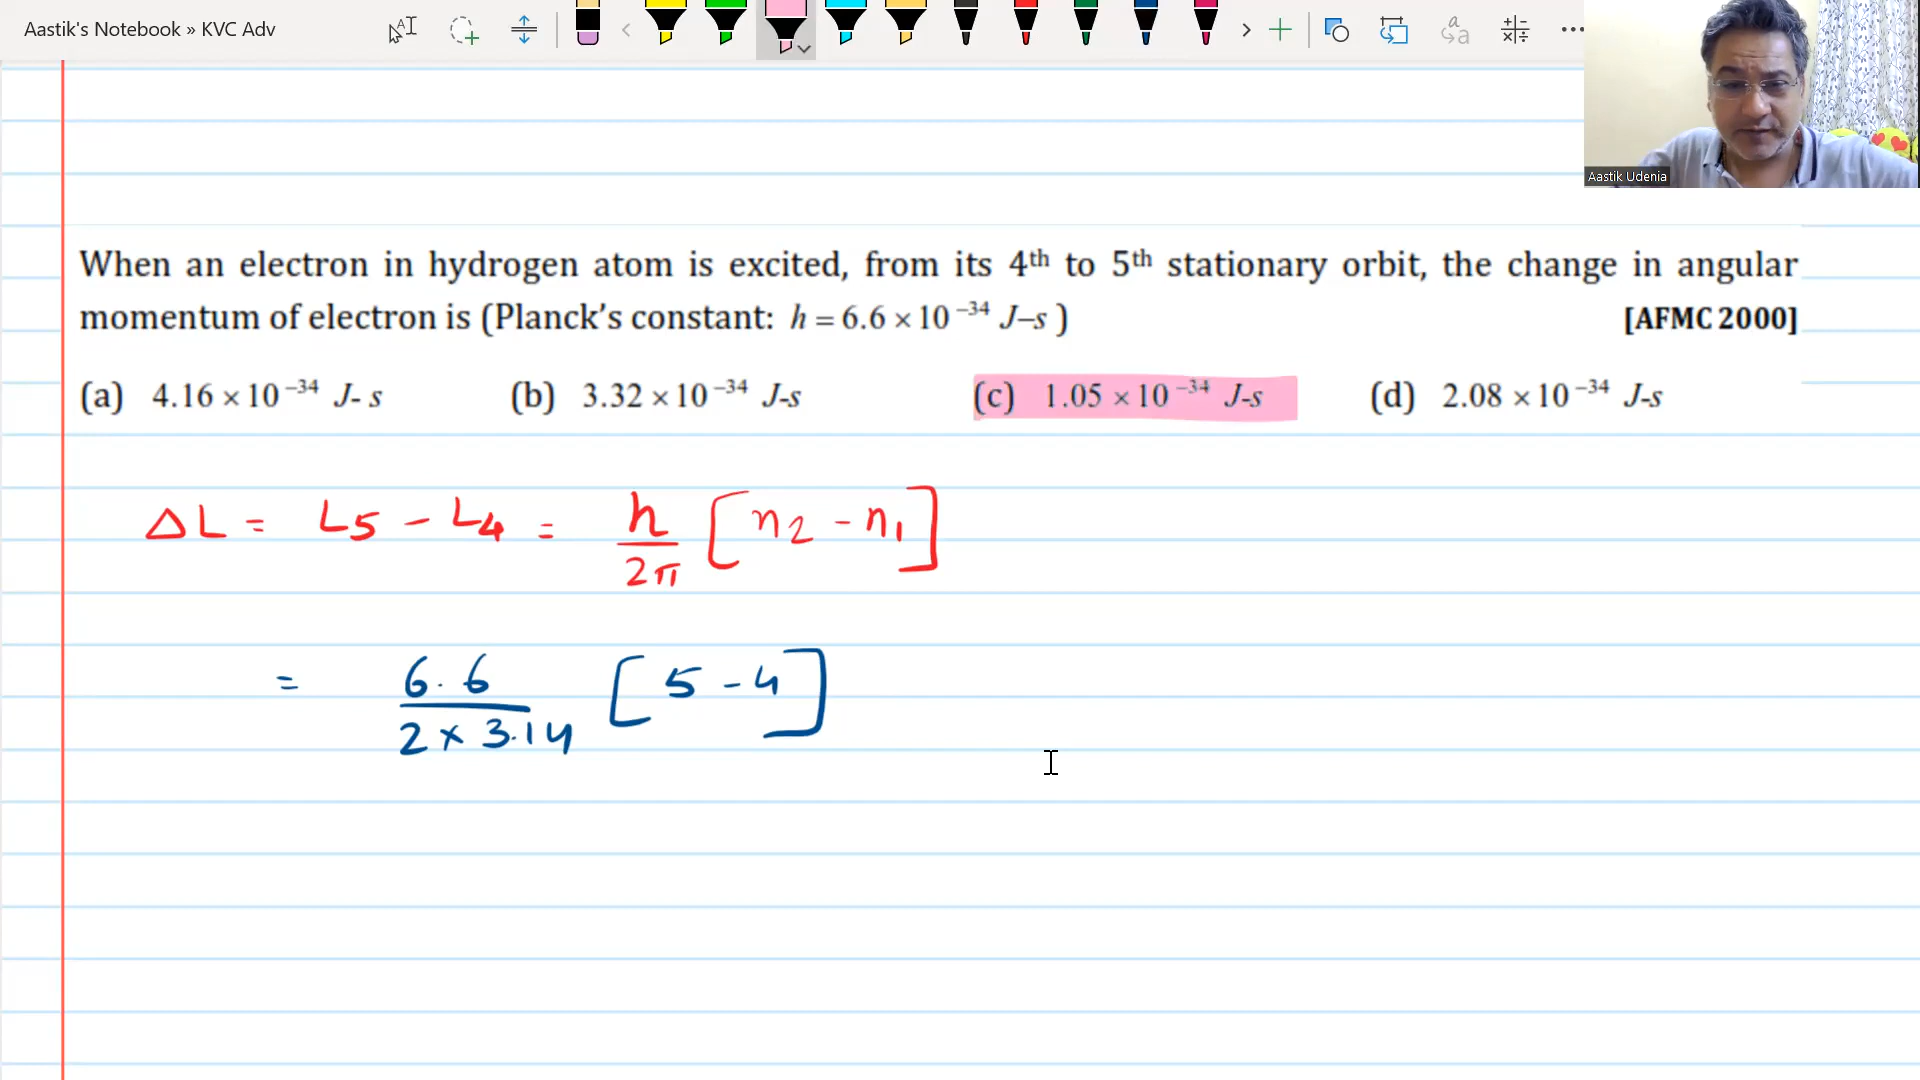 Aastik's Notebook » KVC Adv
Aastik Udenia
When an electron in hydrogen atom is excited, from its 4th to 5th stationary orbit, the change in angular
momentum of electron is (Planck's constant: h = 6.6 × 10⁻³⁴ J–s )
[AFMC 2000]
(a) 4.16 × 10⁻³⁴ J- s (b) 3.32 × 10⁻³⁴ J-s (c) 1.05 × 10⁻³⁴ J-s (d) 2.08 × 10⁻³⁴ J-s
ΔL = L5 - L4 = h/2π [n2 - n1]
= 6.6/2 × 3.14 [5 - 4]